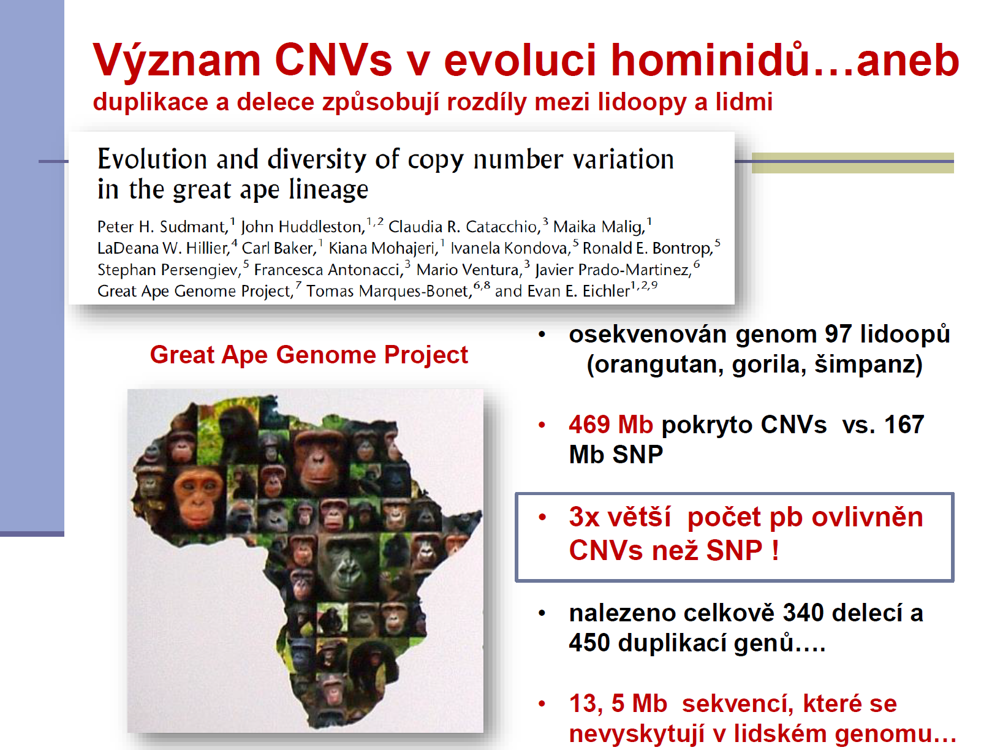 Význam CNVs v evoluci hominidů…aneb
duplikace a delece způsobují rozdíly mezi lidoopy a lidmi
Evolution and diversity of copy number variation
in the great ape lineage
Peter H. Sudmant,1 John Huddleston,1,2 Claudia R. Catacchio,3 Maika Malig,1
LaDeana W. Hillier,4 Carl Baker,1 Kiana Mohajeri,1 Ivanela Kondova,5 Ronald E. Bontrop,5
Stephan Persengiev,5 Francesca Antonacci,3 Mario Ventura,3 Javier Prado-Martinez,6
Great Ape Genome Project,7 Tomas Marques-Bonet,6,8 and Evan E. Eichler1,2,9
Great Ape Genome Project
• osekvenován genom 97 lidoopů
(orangutan, gorila, šimpanz)
• 469 Mb pokryto CNVs vs. 167
Mb SNP
• 3x větší počet pb ovlivněn
CNVs než SNP !
• nalezeno celkově 340 delecí a
450 duplikací genů….
• 13, 5 Mb sekvencí, které se
nevyskytují v lidském genomu…